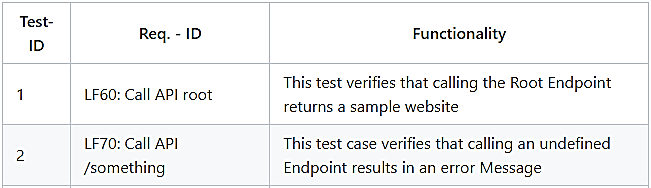 Test-
ID
Req. - ID
Functionality
1
LF60: Call API root
This test verifies that calling the Root Endpoint
returns a sample website
2
LF70: Call API
/something
This test case verifies that calling an undefined
Endpoint results in an error Message